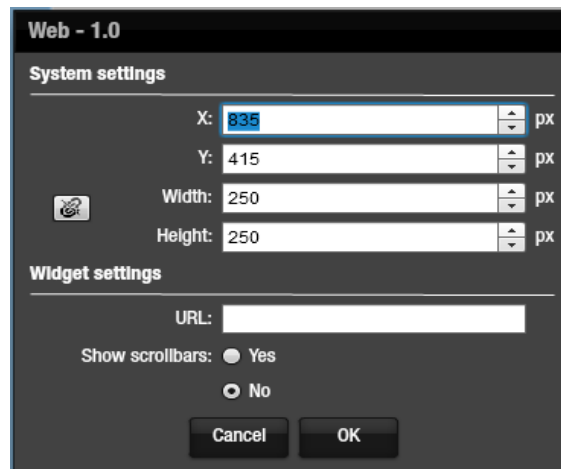 Web - 1.0
System settings
X: 835 px
Y: 415 px
Width: 250 px
Height: 250 px
Widget settings
URL:
Show scrollbars: Yes
No
Cancel OK